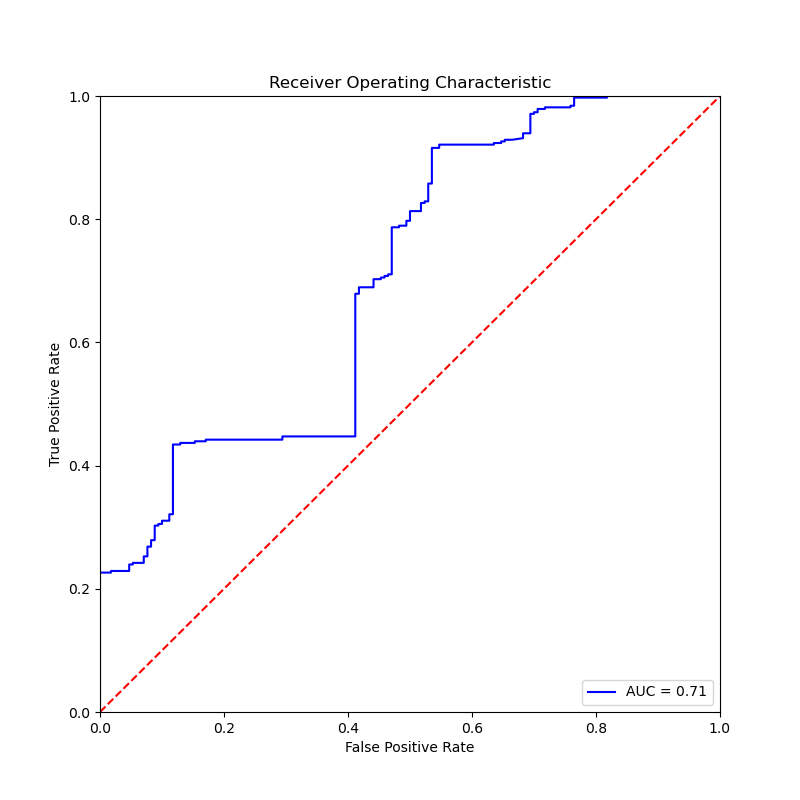 Receiver Operating Characteristic
1.0
0.8
0.6
0.4
0.2
0.0
True Positive Rate
AUC = 0.71
0.0 0.2 0.4 0.6 0.8 1.0
False Positive Rate